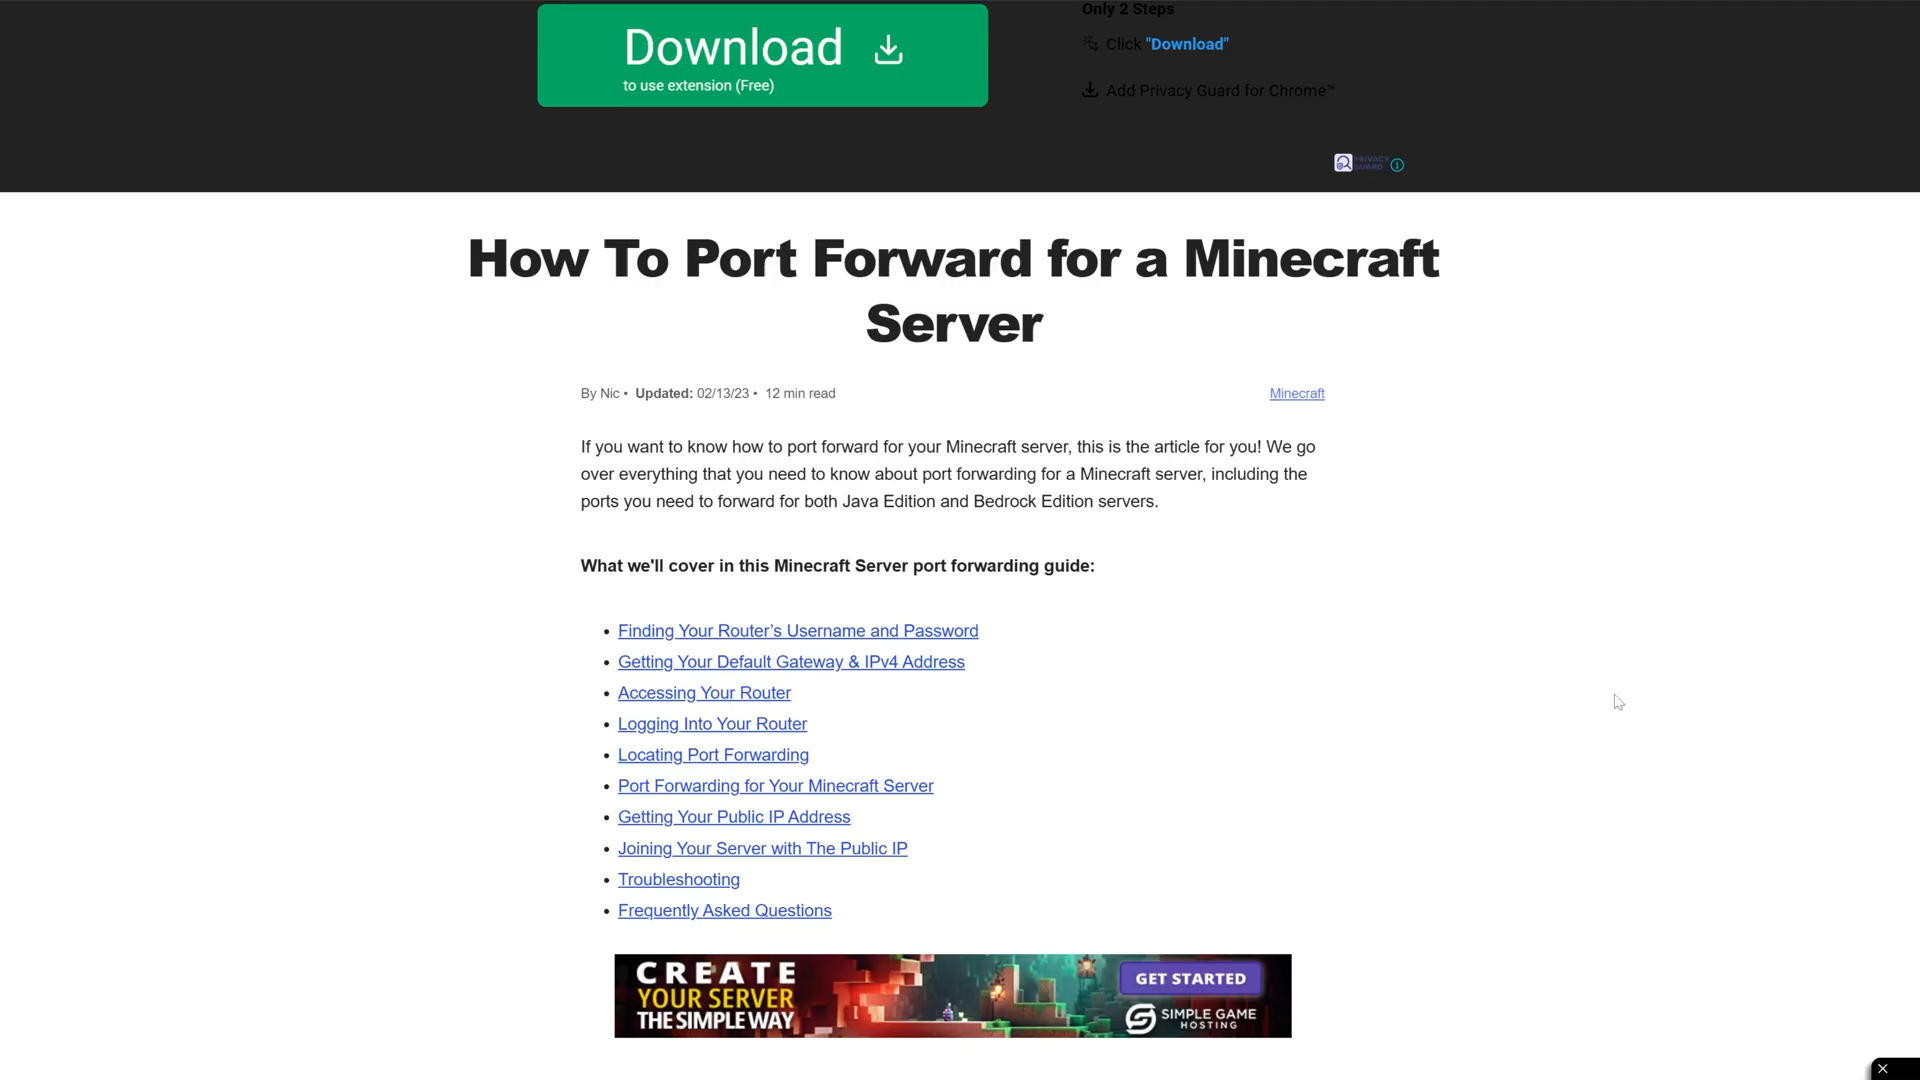 Only 2 Steps
Download
Click "Download"
to use extension (Free)
Add Privacy Guard for Chrome™
PRIVACY
GUARD
How To Port Forward for a Minecraft
Server
By Nic • Updated: 02/13/23 • 12 min read
Minecraft
If you want to know how to port forward for your Minecraft server, this is the article for you! We go
over everything that you need to know about port forwarding for a Minecraft server, including the
ports you need to forward for both Java Edition and Bedrock Edition servers.
What we'll cover in this Minecraft Server port forwarding guide:
• Finding Your Router’s Username and Password
• Getting Your Default Gateway & IPv4 Address
• Accessing Your Router
• Logging Into Your Router
• Locating Port Forwarding
• Port Forwarding for Your Minecraft Server
• Getting Your Public IP Address
• Joining Your Server with The Public IP
• Troubleshooting
• Frequently Asked Questions
CREATE
YOUR SERVER
THE SIMPLE WAY
GET STARTED
SIMPLE GAME
HOSTING